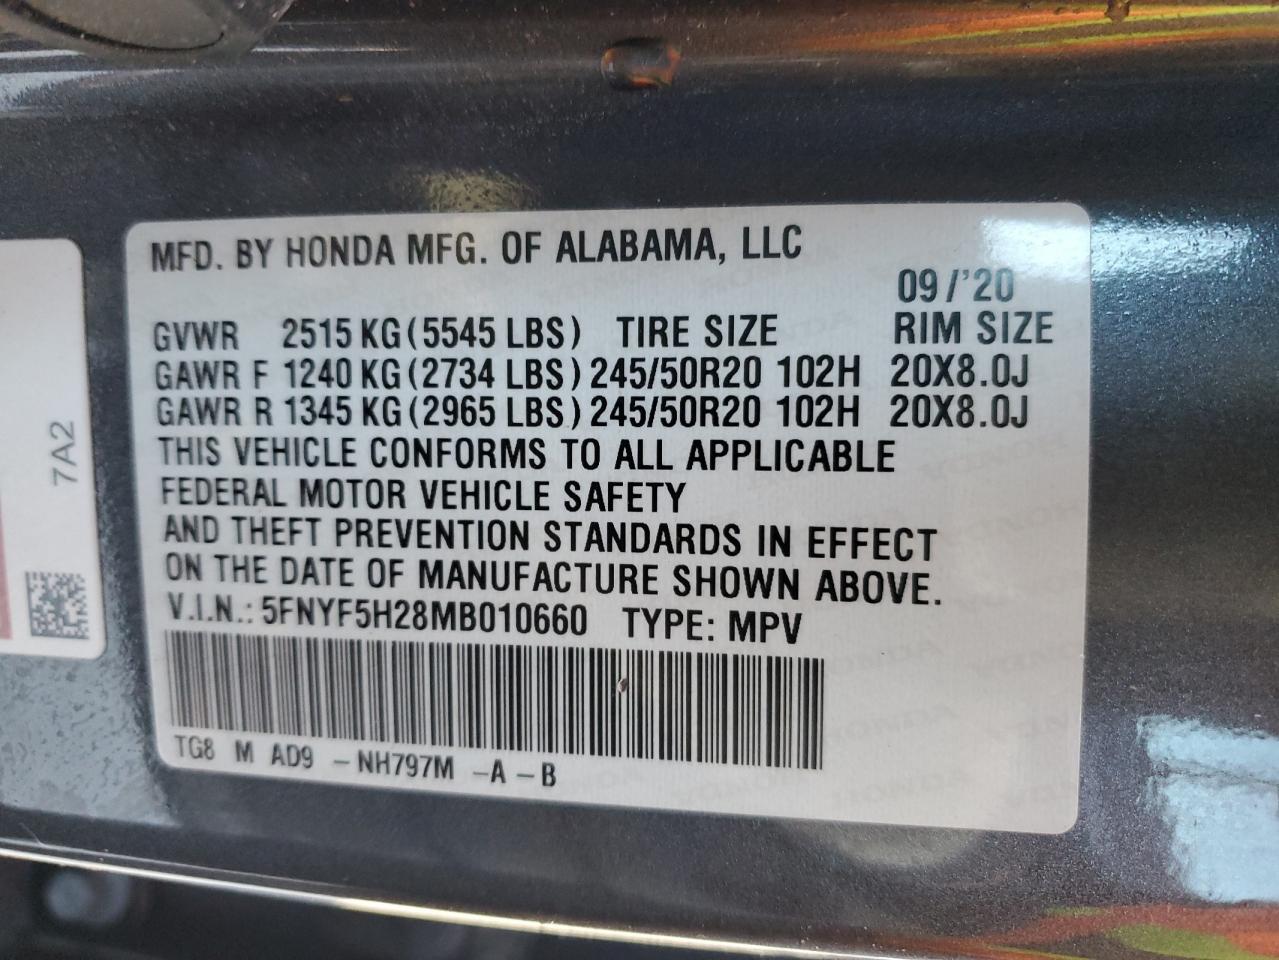 MFD. BY HONDA MFG. OF ALABAMA, LLC
09/'20
GVWR 2515 KG (5545 LBS) TIRE SIZE RIM SIZE
GAWR F 1240 KG (2734 LBS) 245/50R20 102H 20X8.0J
GAWR R 1345 KG (2965 LBS) 245/50R20 102H 20X8.0J
THIS VEHICLE CONFORMS TO ALL APPLICABLE
FEDERAL MOTOR VEHICLE SAFETY
AND THEFT PREVENTION STANDARDS IN EFFECT
ON THE DATE OF MANUFACTURE SHOWN ABOVE.
V.I.N.: 5FNYF5H28MB010660 TYPE: MPV
TG8 M AD9 - NH797M - A - B
7A2